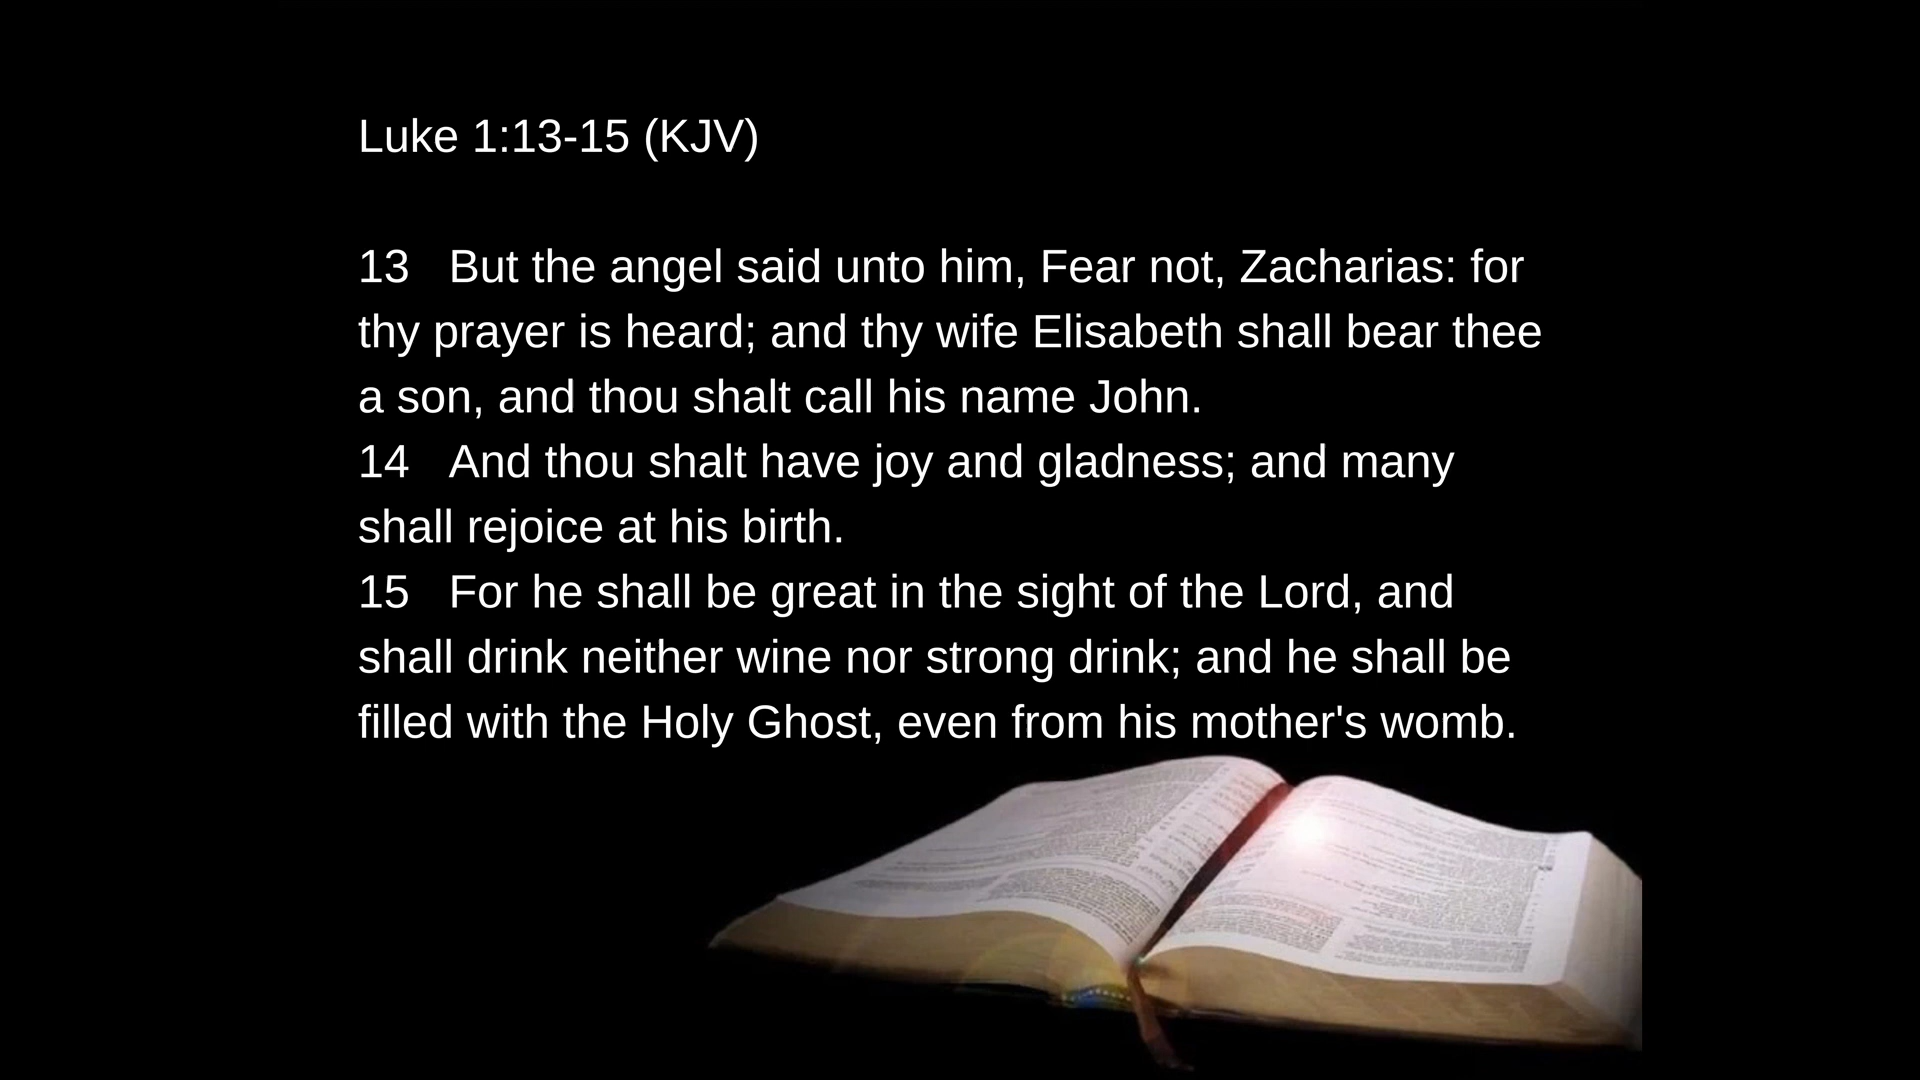 Luke 1:13-15 (KJV)
13 But the angel said unto him, Fear not, Zacharias: for
thy prayer is heard; and thy wife Elisabeth shall bear thee
a son, and thou shalt call his name John.
14 And thou shalt have joy and gladness; and many
shall rejoice at his birth.
15 For he shall be great in the sight of the Lord, and
shall drink neither wine nor strong drink; and he shall be
filled with the Holy Ghost, even from his mother's womb.